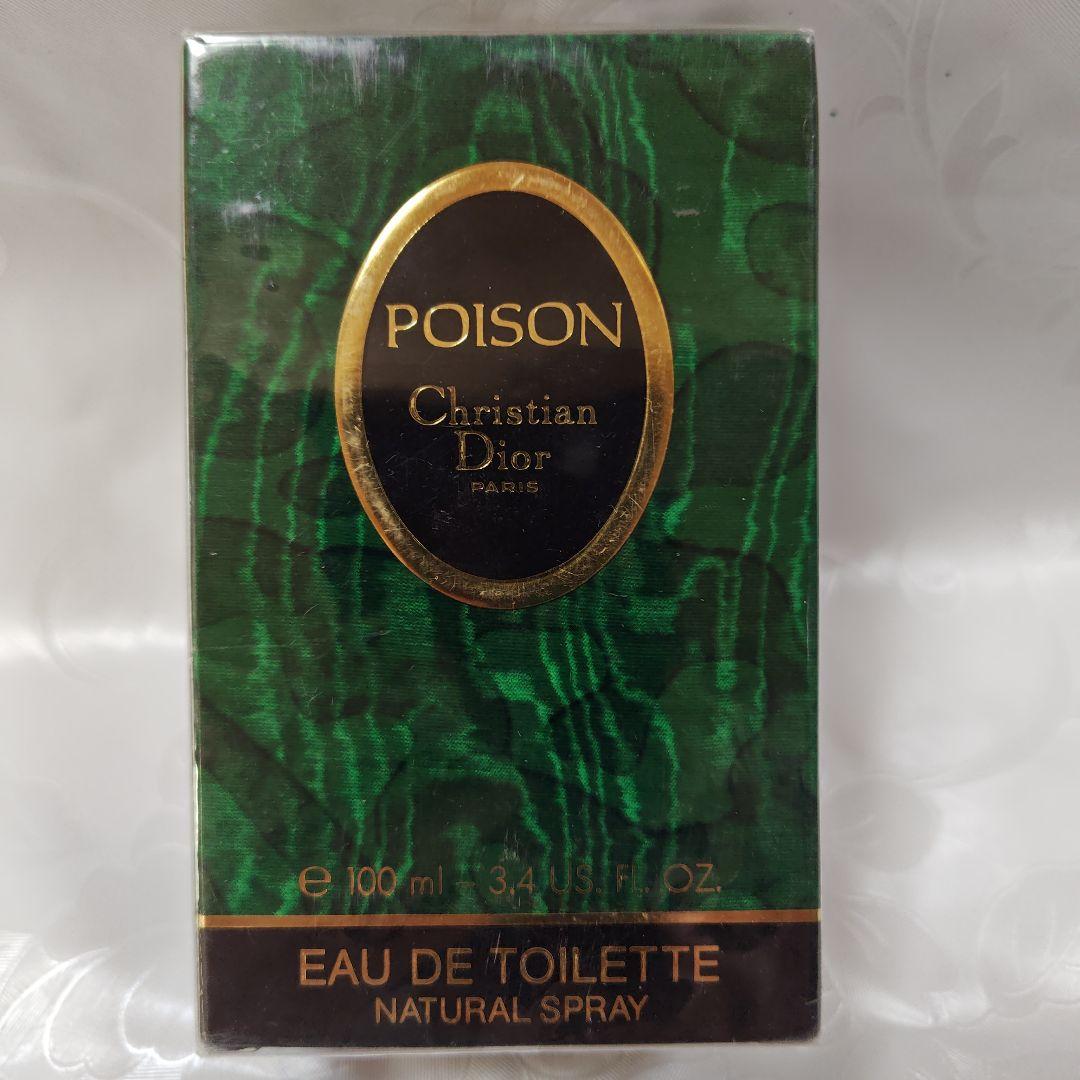 POISON
Christian
Dior
PARIS
℮ 100 ml - 3.4 US. FL. OZ.
EAU DE TOILETTE
NATURAL SPRAY